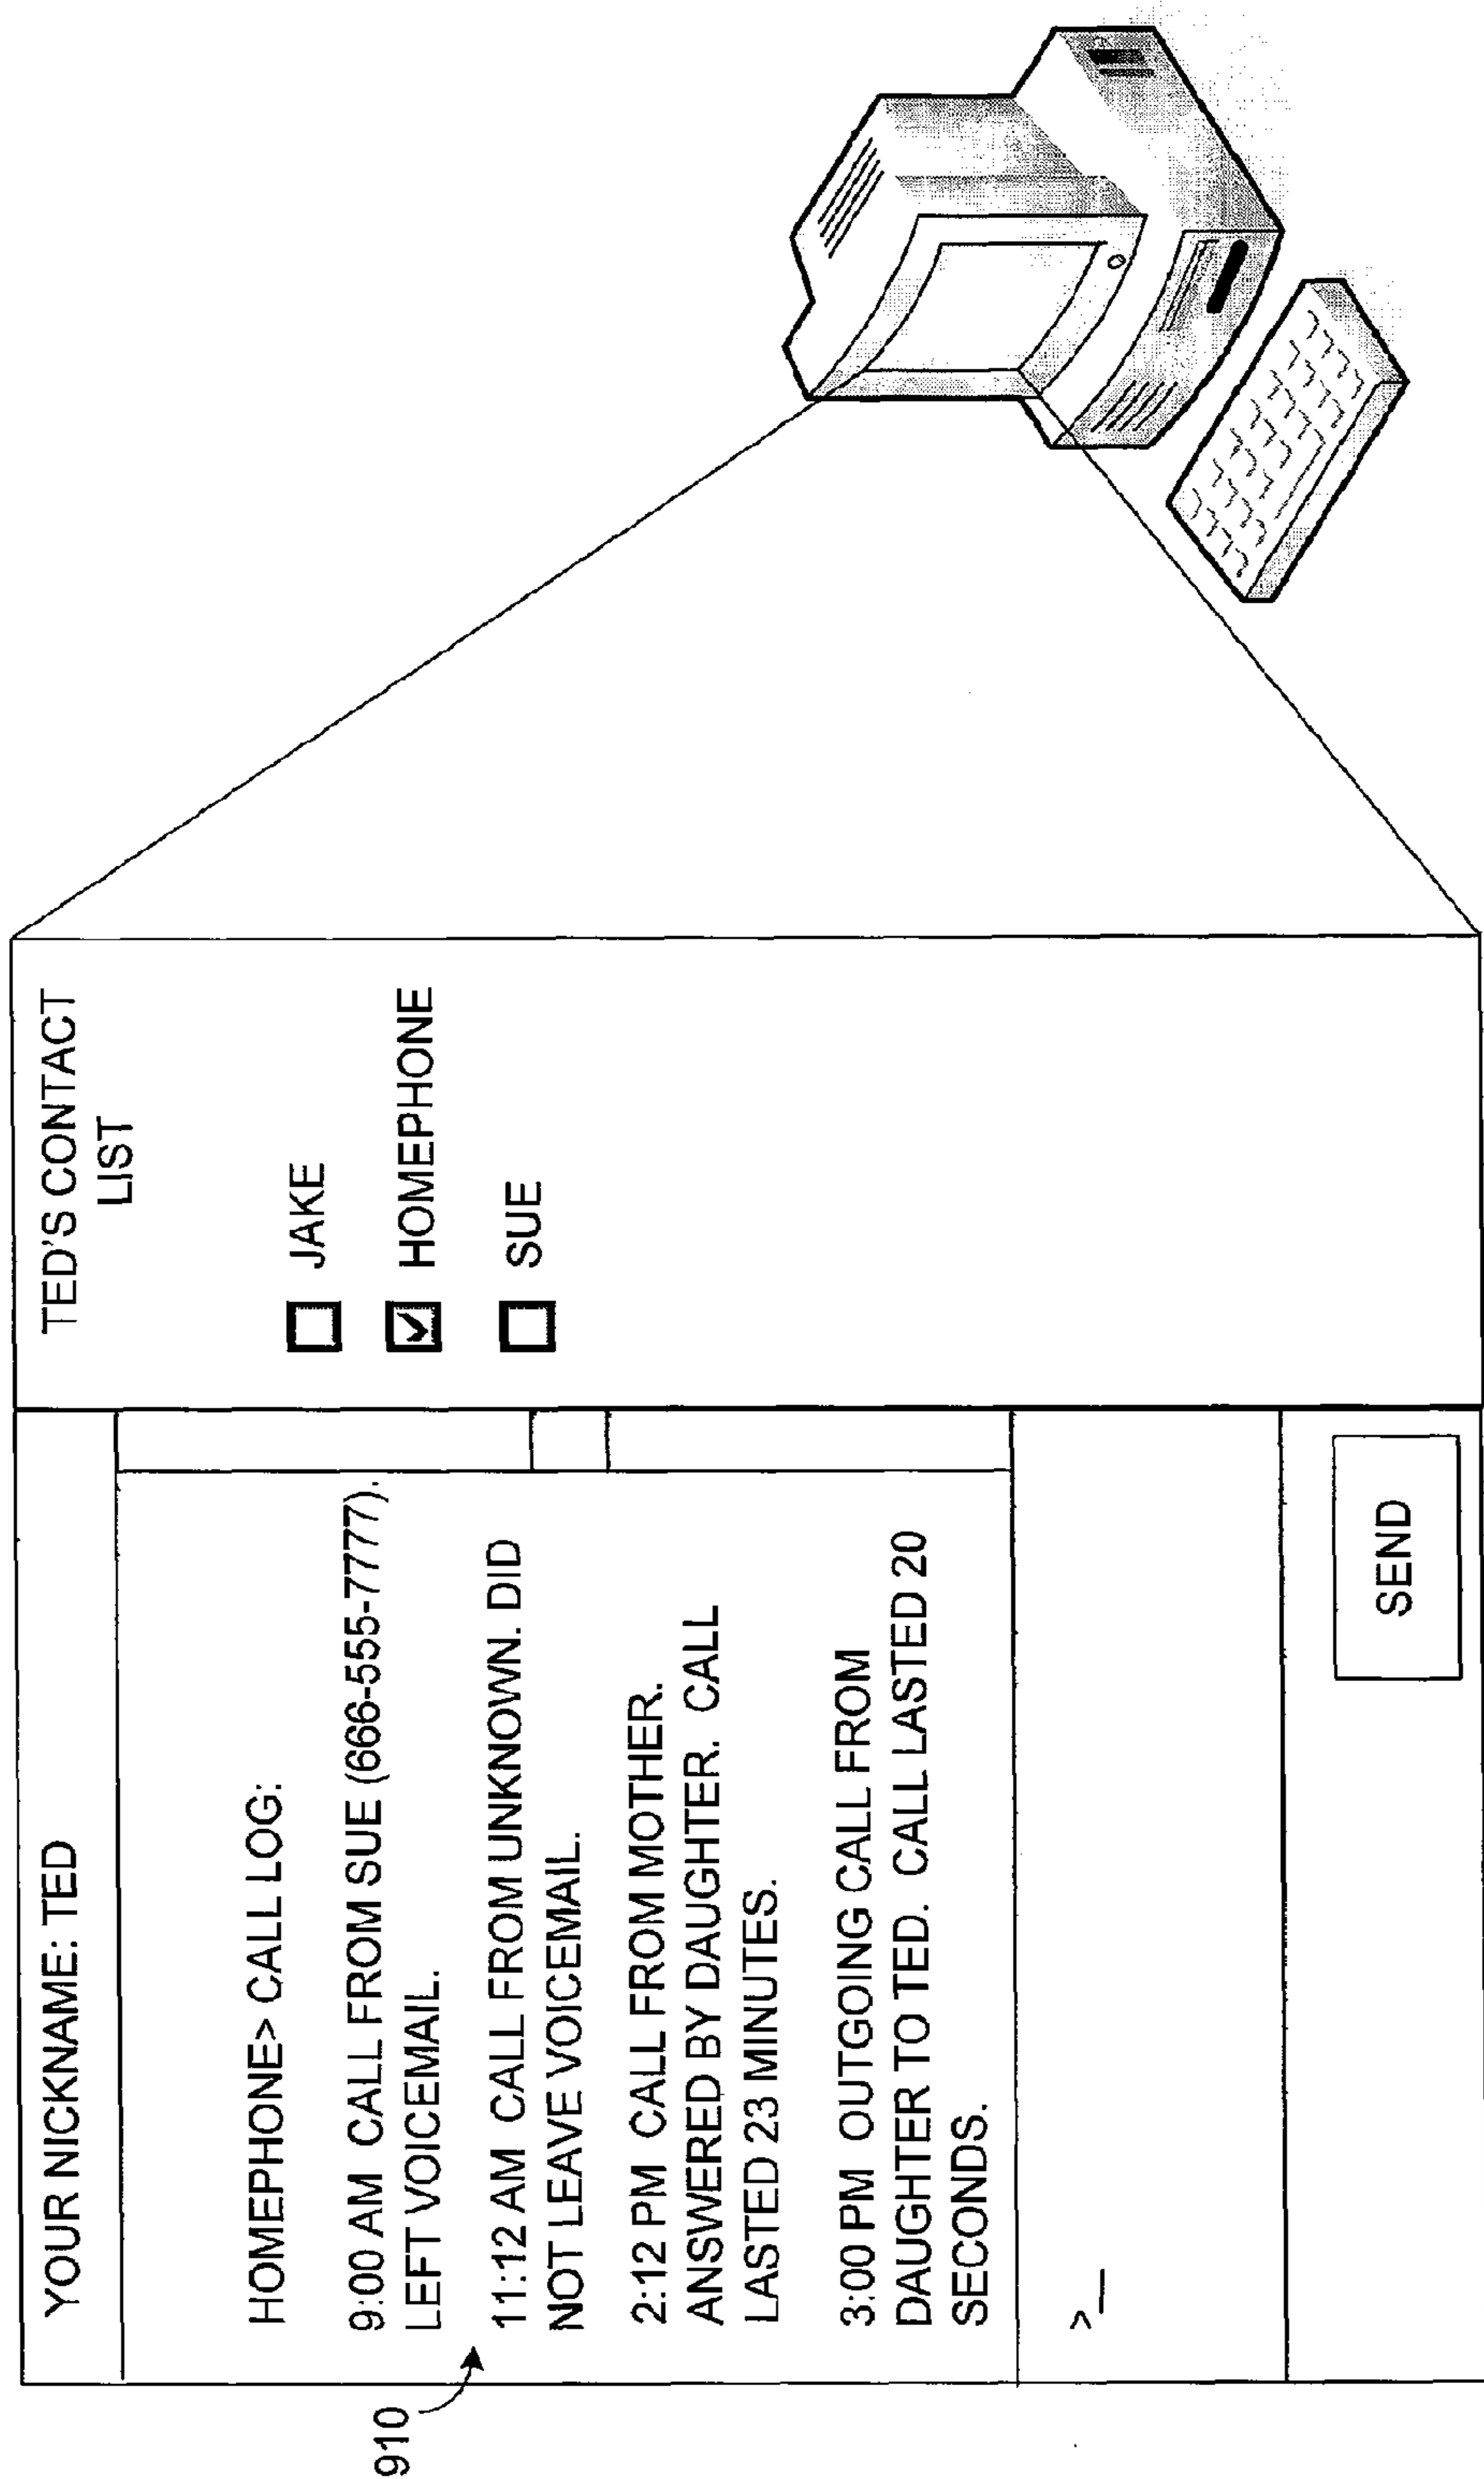 YOUR NICKNAME: TED
HOMEPHONE> CALL LOG:
9:00 AM CALL FROM SUE (666-555-7777).
LEFT VOICEMAIL.
11:12 AM CALL FROM UNKNOWN. DID
NOT LEAVE VOICEMAIL.
2:12 PM CALL FROM MOTHER.
ANSWERED BY DAUGHTER. CALL
LASTED 23 MINUTES.
3:00 PM OUTGOING CALL FROM
DAUGHTER TO TED. CALL LASTED 20
SECONDS.
>_
SEND
TED'S CONTACT
LIST
JAKE
HOMEPHONE
SUE
910